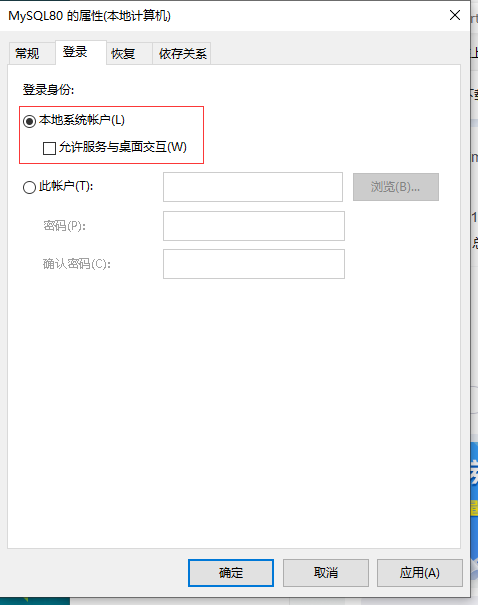 MySQL80 的属性(本地计算机)
常规 登录 恢复 依存关系
登录身份:
本地系统帐户(L)
允许服务与桌面交互(W)
此帐户(T): 浏览(B)...
密码(P):
确认密码(C):
确定 取消 应用(A)